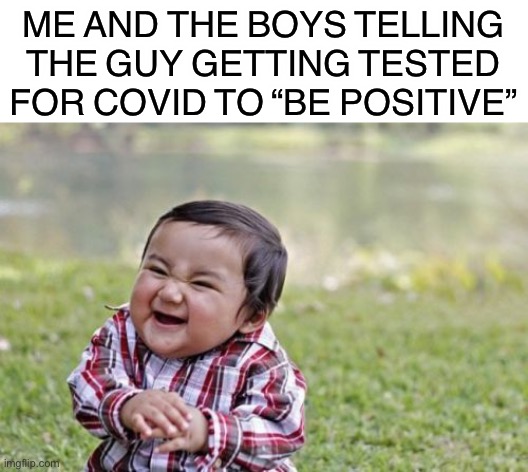 ME AND THE BOYS TELLING
THE GUY GETTING TESTED
FOR COVID TO “BE POSITIVE”
imgflip.com